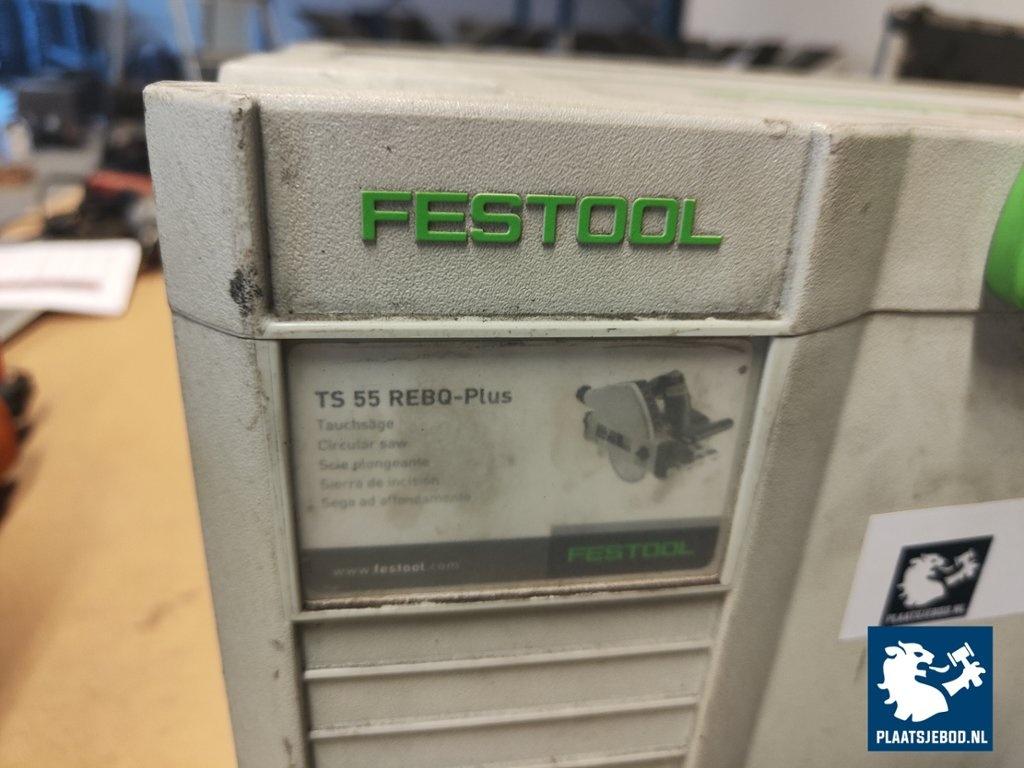 FESTOOL
TS 55 REBQ-Plus
Tauchsäge
Circular saw
Scie plongeante
Sierra de incisión
Sega ad affondamento
www.festool.com
FESTOOL
PLAATSJEBOD.NL
PLAATSJEBOD.NL